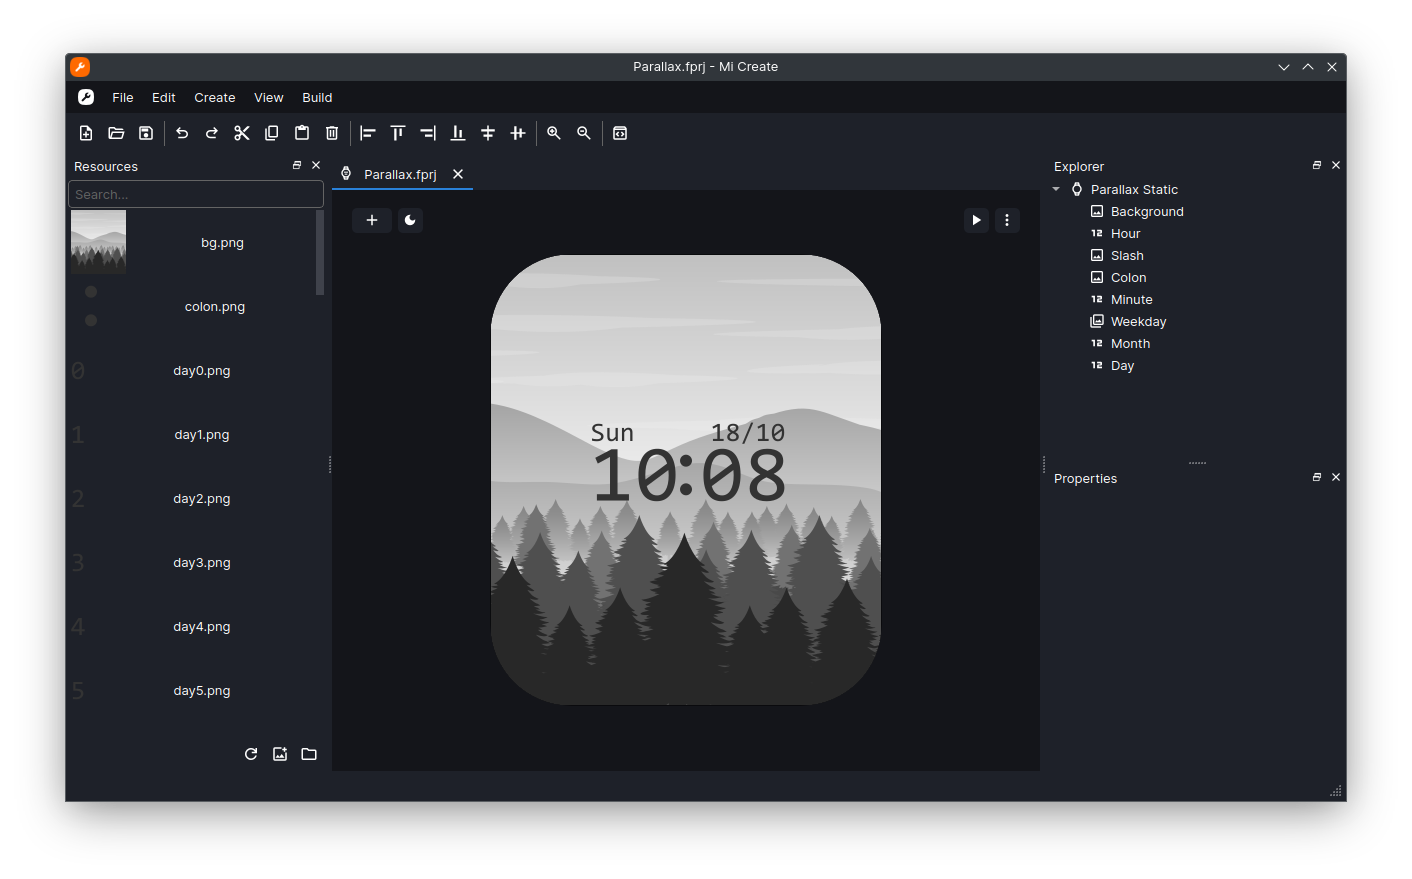 Parallax.fprj - Mi Create
File Edit Create View Build
Resources
Search...
bg.png
colon.png
0 day0.png
1 day1.png
2 day2.png
3 day3.png
4 day4.png
5 day5.png
Parallax.fprj
Sun 18/10
10:08
Explorer
Parallax Static
Background
12 Hour
Slash
Colon
12 Minute
Weekday
12 Month
12 Day
Properties